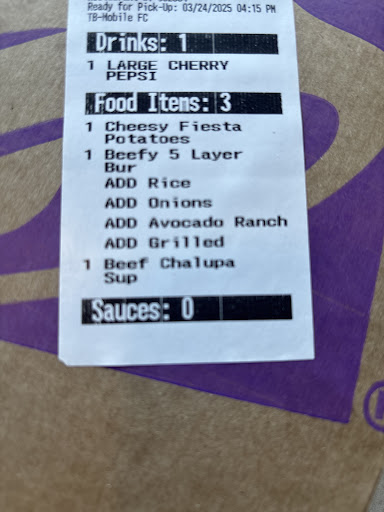 Ready for Pick-Up: 03/24/2025 04:15 PM
TB-Mobile FC
Drinks: 1
1 LARGE CHERRY
PEPSI
Food Items: 3
1 Cheesy Fiesta
Potatoes
1 Beefy 5 Layer
Bur
ADD Rice
ADD Onions
ADD Avocado Ranch
ADD Grilled
1 Beef Chalupa
Sup
Sauces: 0